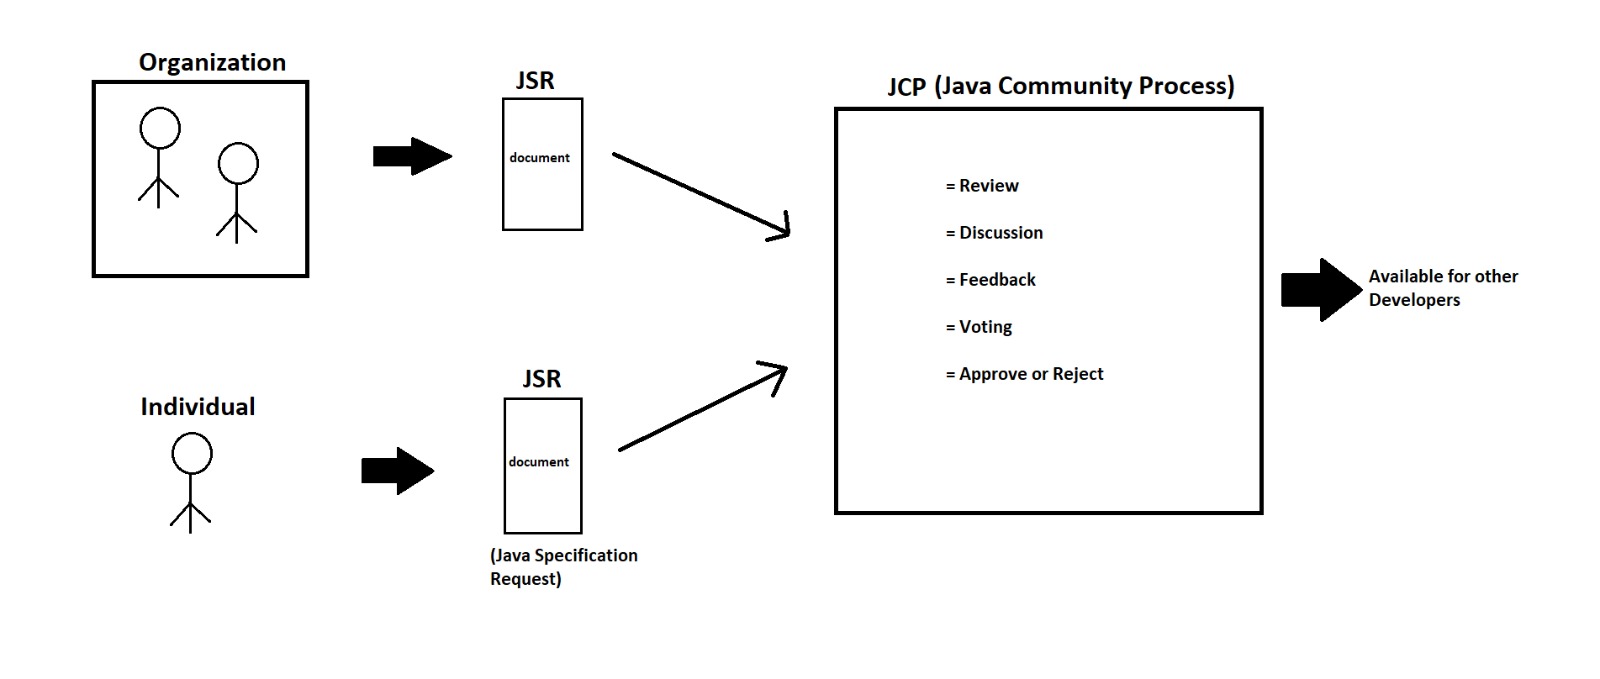 Organization
JSR
document
JCP (Java Community Process)
= Review
= Discussion
= Feedback
= Voting
= Approve or Reject
Available for other
Developers
Individual
JSR
document
(Java Specification
Request)